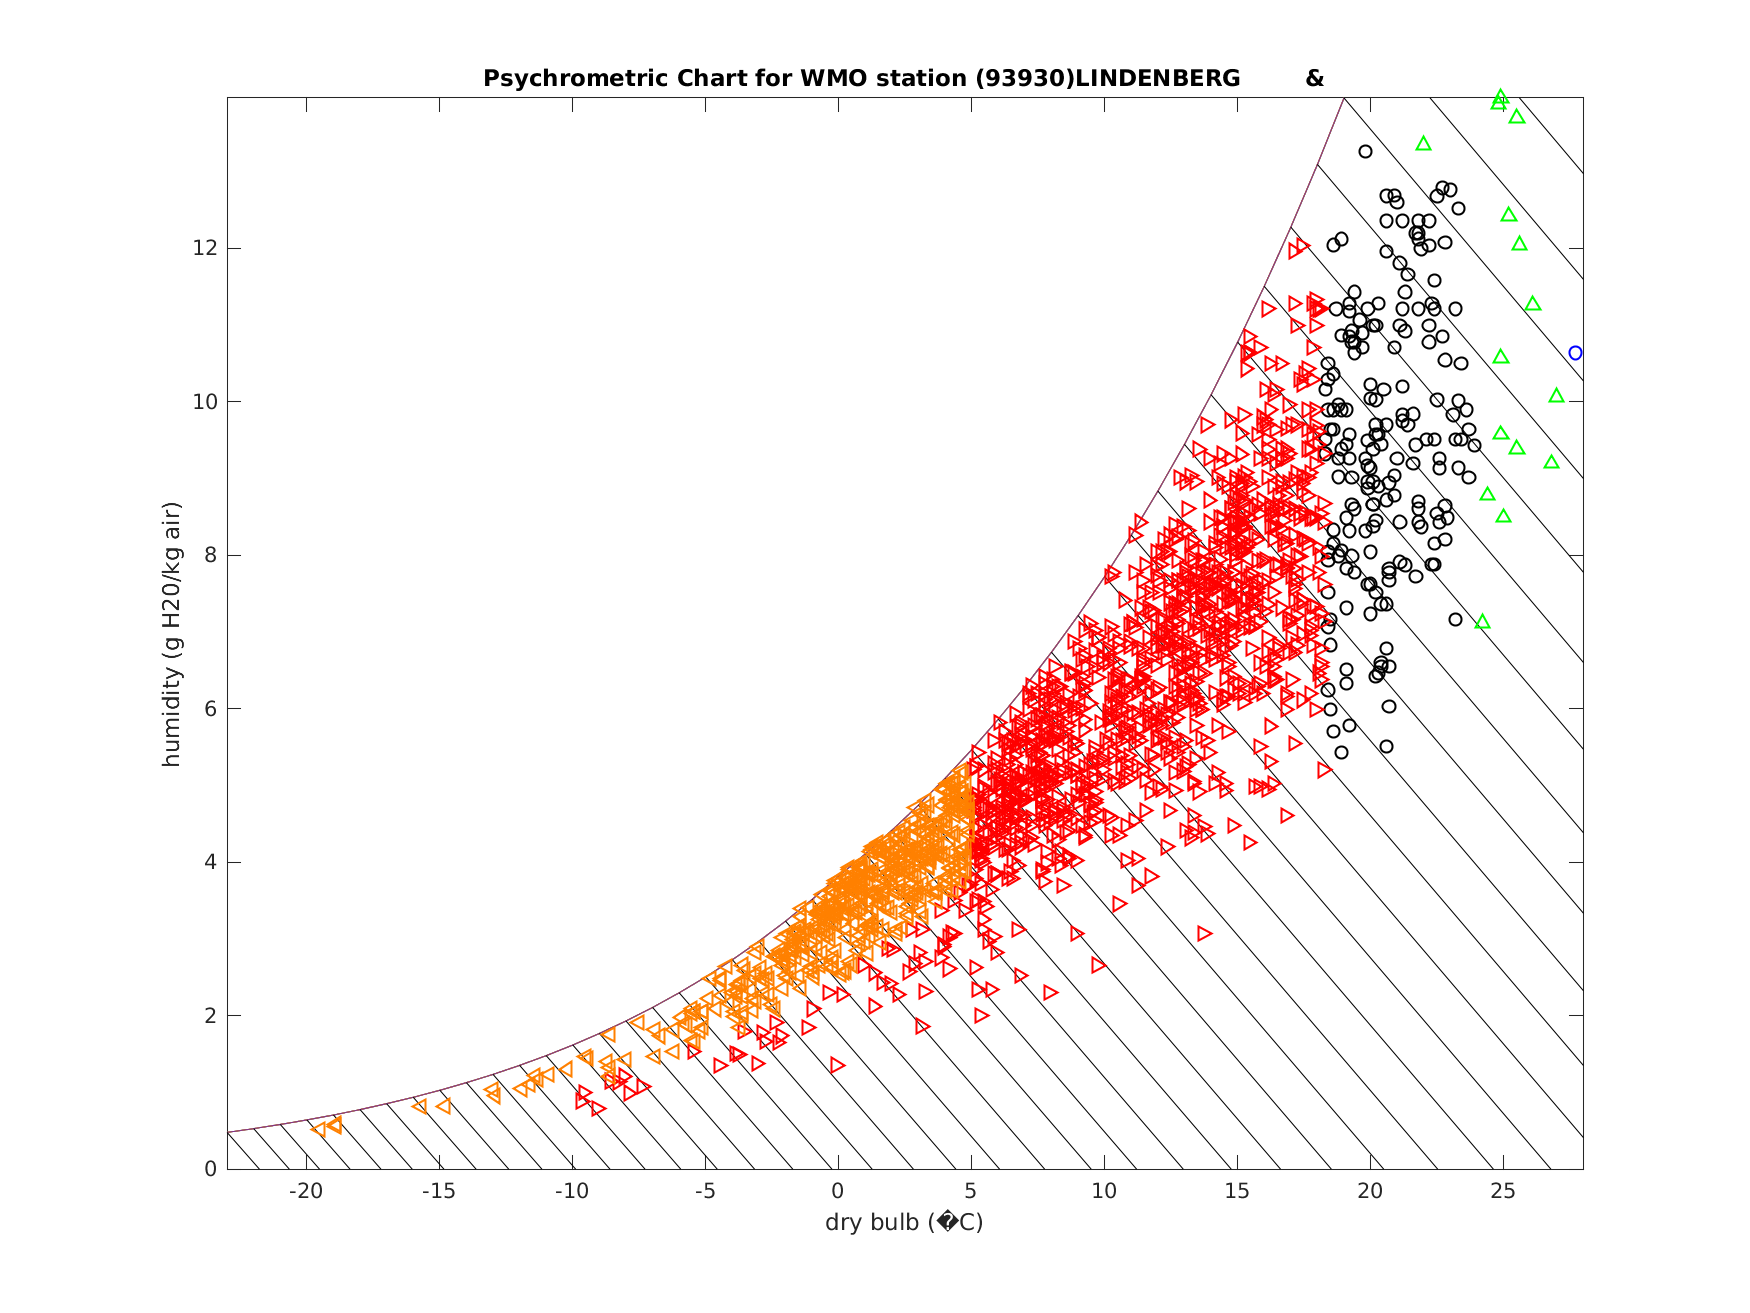 Psychrometric Chart for WMO station (93930)LINDENBERG &
humidity (g H20/kg air)
12
10
8
6
4
2
0
-20 -15 -10 -5 0 5 10 15 20 25
dry bulb (�C)